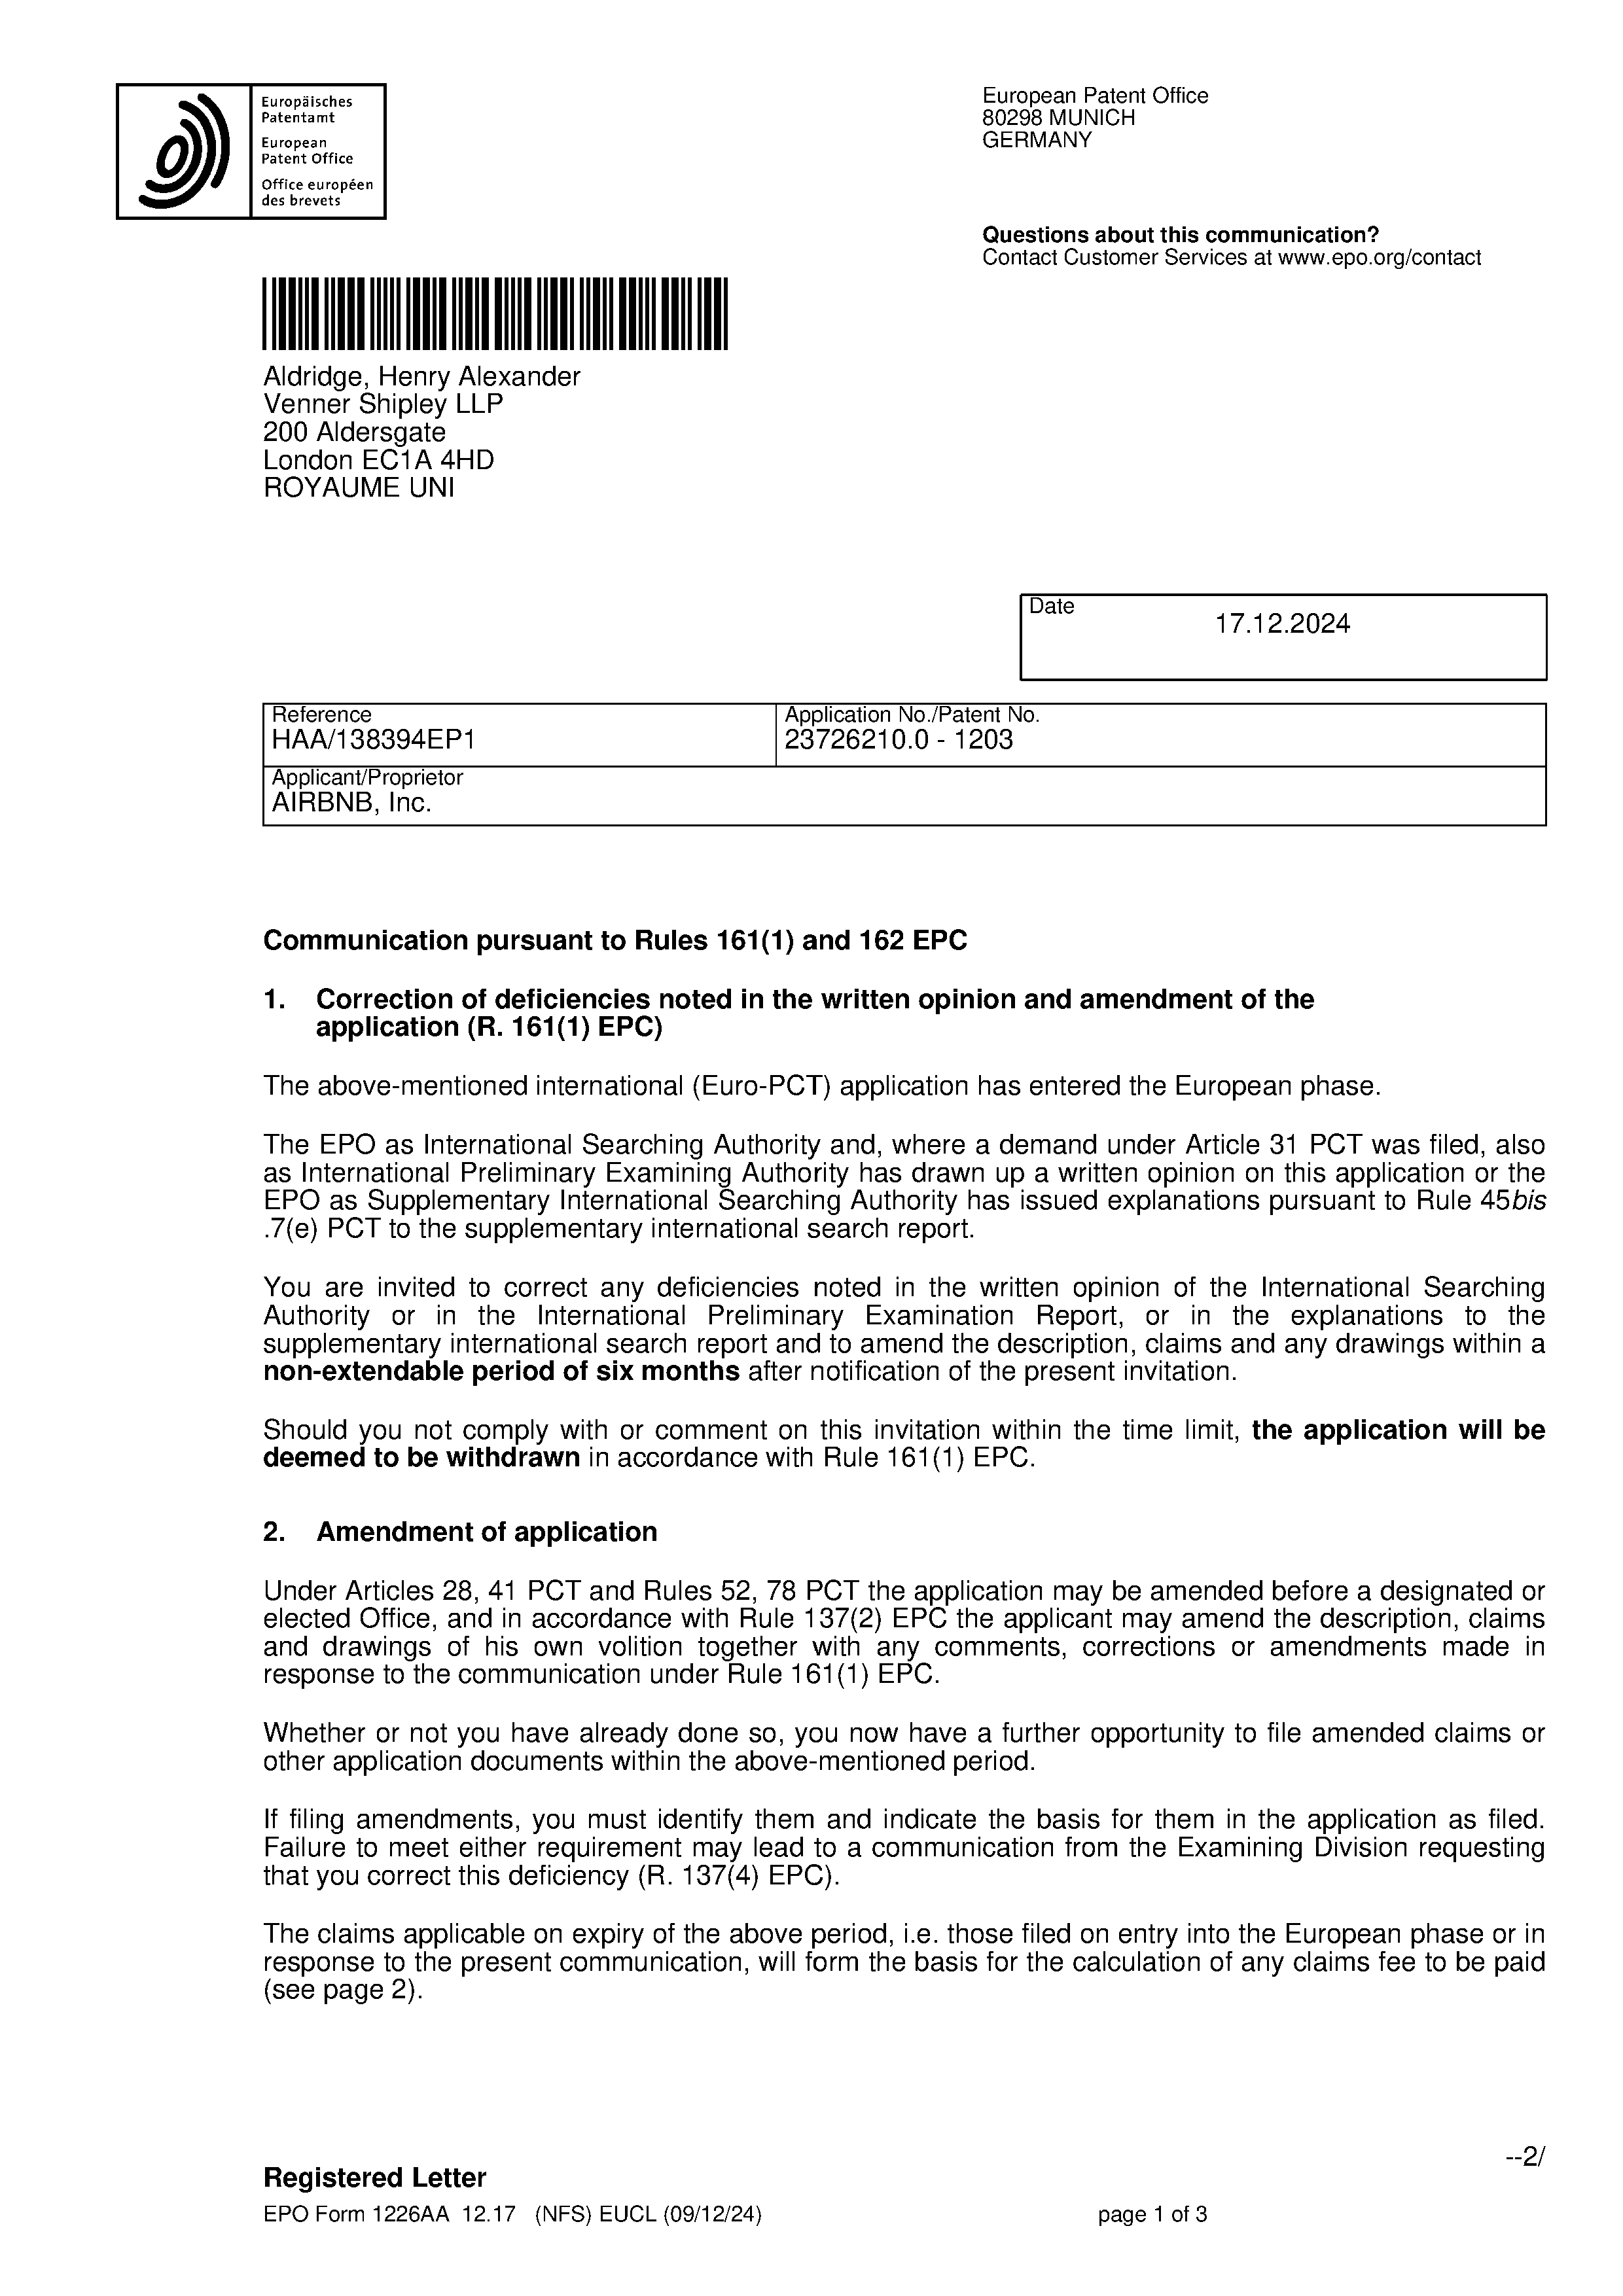 Europäisches
Patentamt
European
Patent Office
Office européen
des brevets
European Patent Office
80298 MUNICH
GERMANY
Questions about this communication?
Contact Customer Services at www.epo.org/contact
Aldridge, Henry Alexander
Venner Shipley LLP
200 Aldersgate
London EC1A 4HD
ROYAUME UNI
Date
17.12.2024
Reference
HAA/138394EP1
Application No./Patent No.
23726210.0 - 1203
Applicant/Proprietor
AIRBNB, Inc.
Communication pursuant to Rules 161(1) and 162 EPC
1. Correction of deficiencies noted in the written opinion and amendment of the
application (R. 161(1) EPC)
The above-mentioned international (Euro-PCT) application has entered the European phase.
The EPO as International Searching Authority and, where a demand under Article 31 PCT was filed, also
as International Preliminary Examining Authority has drawn up a written opinion on this application or the
EPO as Supplementary International Searching Authority has issued explanations pursuant to Rule 45bis
.7(e) PCT to the supplementary international search report.
You are invited to correct any deficiencies noted in the written opinion of the International Searching
Authority or in the International Preliminary Examination Report, or in the explanations to the
supplementary international search report and to amend the description, claims and any drawings within a
non-extendable period of six months after notification of the present invitation.
Should you not comply with or comment on this invitation within the time limit, the application will be
deemed to be withdrawn in accordance with Rule 161(1) EPC.
2. Amendment of application
Under Articles 28, 41 PCT and Rules 52, 78 PCT the application may be amended before a designated or
elected Office, and in accordance with Rule 137(2) EPC the applicant may amend the description, claims
and drawings of his own volition together with any comments, corrections or amendments made in
response to the communication under Rule 161(1) EPC.
Whether or not you have already done so, you now have a further opportunity to file amended claims or
other application documents within the above-mentioned period.
If filing amendments, you must identify them and indicate the basis for them in the application as filed.
Failure to meet either requirement may lead to a communication from the Examining Division requesting
that you correct this deficiency (R. 137(4) EPC).
The claims applicable on expiry of the above period, i.e. those filed on entry into the European phase or in
response to the present communication, will form the basis for the calculation of any claims fee to be paid
(see page 2).
--2/
Registered Letter
EPO Form 1226AA 12.17 (NFS) EUCL (09/12/24)
page 1 of 3